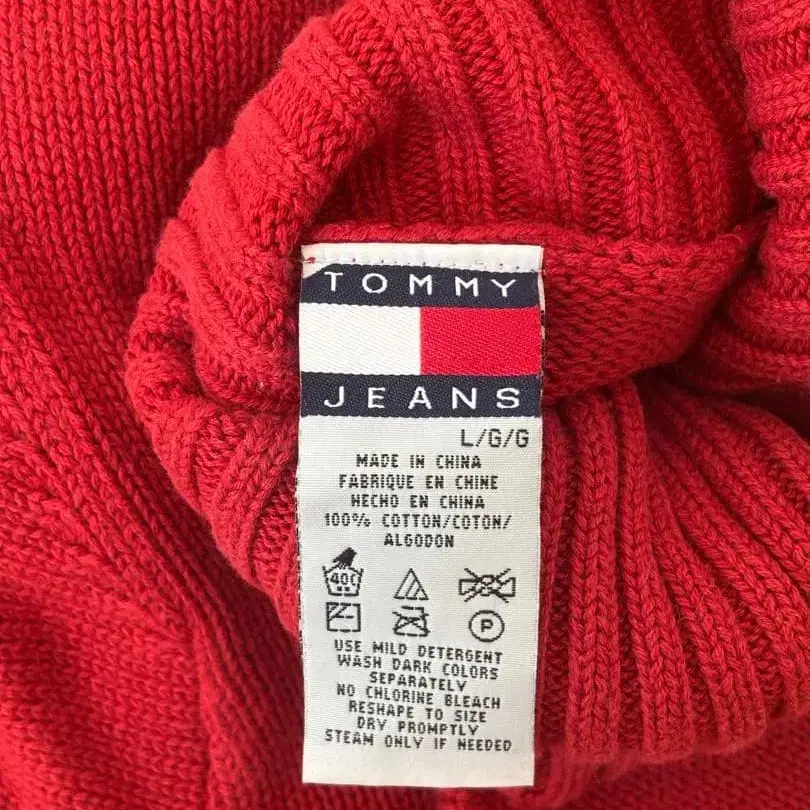 TOMMY
JEANS
L/G/G
MADE IN CHINA
FABRIQUE EN CHINE
HECHO EN CHINA
100% COTTON/COTON/
ALGODON
40C
P
USE MILD DETERGENT
WASH DARK COLORS
SEPARATELY
NO CHLORINE BLEACH
RESHAPE TO SIZE
DRY PROMPTLY
STEAM ONLY IF NEEDED